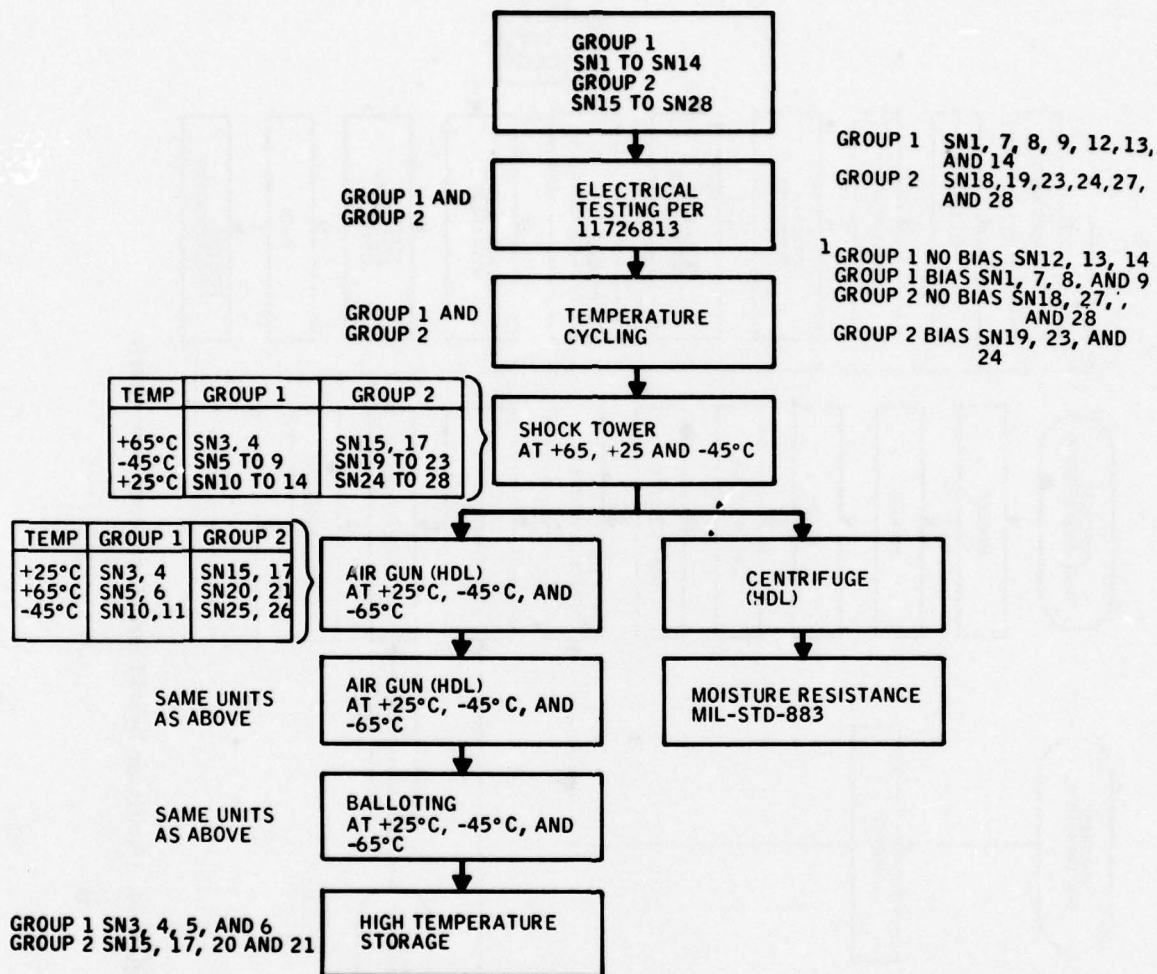 GROUP 1
SN1 TO SN14
GROUP 2
SN15 TO SN28
GROUP 1 SN1, 7, 8, 9, 12, 13,
AND 14
GROUP 2 SN18,19,23,24,27,
AND 28
GROUP 1 AND
GROUP 2
ELECTRICAL
TESTING PER
11726813
1 GROUP 1 NO BIAS SN12, 13, 14
GROUP 1 BIAS SN1, 7, 8, AND 9
GROUP 2 NO BIAS SN18, 27, ,
AND 28
GROUP 2 BIAS SN19, 23, AND
24
GROUP 1 AND
GROUP 2
TEMPERATURE
CYCLING
TEMP GROUP 1 GROUP 2
+65°C SN3, 4 SN15, 17
-45°C SN5 TO 9 SN19 TO 23
+25°C SN10 TO 14 SN24 TO 28
SHOCK TOWER
AT +65, +25 AND -45°C
TEMP GROUP 1 GROUP 2
+25°C SN3, 4 SN15, 17
+65°C SN5, 6 SN20, 21
-45°C SN10,11 SN25, 26
AIR GUN (HDL)
AT +25°C, -45°C, AND
-65°C
CENTRIFUGE
(HDL)
SAME UNITS
AS ABOVE
AIR GUN (HDL)
AT +25°C, -45°C, AND
-65°C
MOISTURE RESISTANCE
MIL-STD-883
SAME UNITS
AS ABOVE
BALLOTING
AT +25°C, -45°C, AND
-65°C
GROUP 1 SN3, 4, 5, AND 6
GROUP 2 SN15, 17, 20 AND 21
HIGH TEMPERATURE
STORAGE